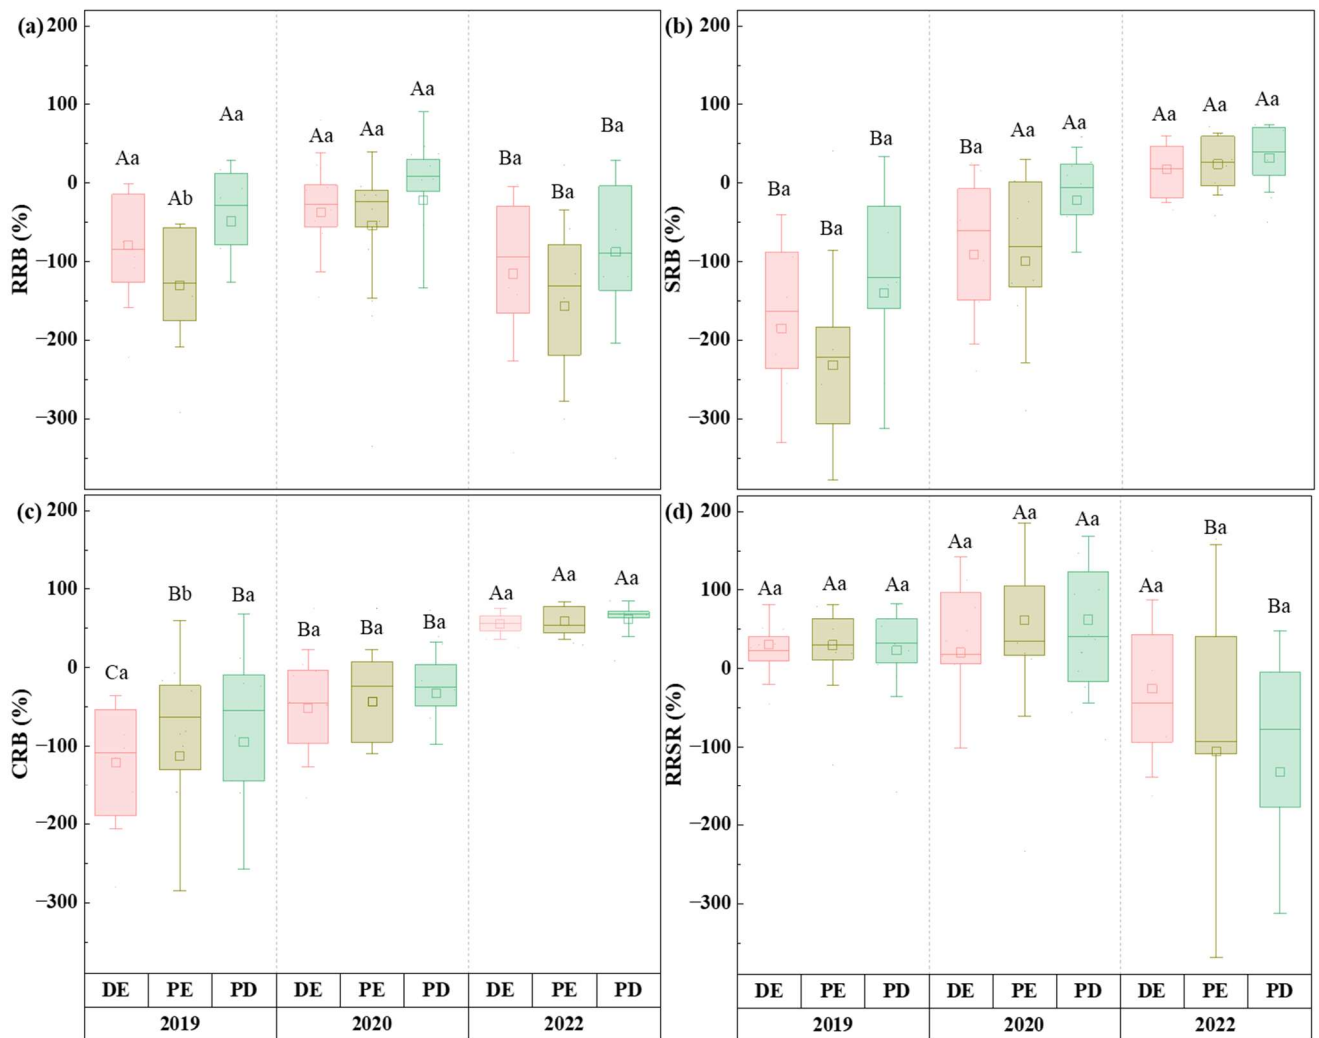 (a)
RRB (%)
200
100
0
−100
−200
−300
Aa
Ab
Aa
Aa
Aa
Aa
Ba
Ba
Ba
(b)
SRB (%)
200
100
0
−100
−200
−300
Ba
Ba
Ba
Ba
Aa
Aa
Aa
Aa
Aa
(c)
CRB (%)
200
100
0
−100
−200
−300
Ca
Bb
Ba
Ba
Ba
Ba
Aa
Aa
Aa
DE PE PD DE PE PD DE PE PD
2019 2020 2022
(d)
RRSR (%)
200
100
0
−100
−200
−300
Aa
Aa
Aa
Aa
Aa
Aa
Aa
Ba
Ba
DE PE PD DE PE PD DE PE PD
2019 2020 2022